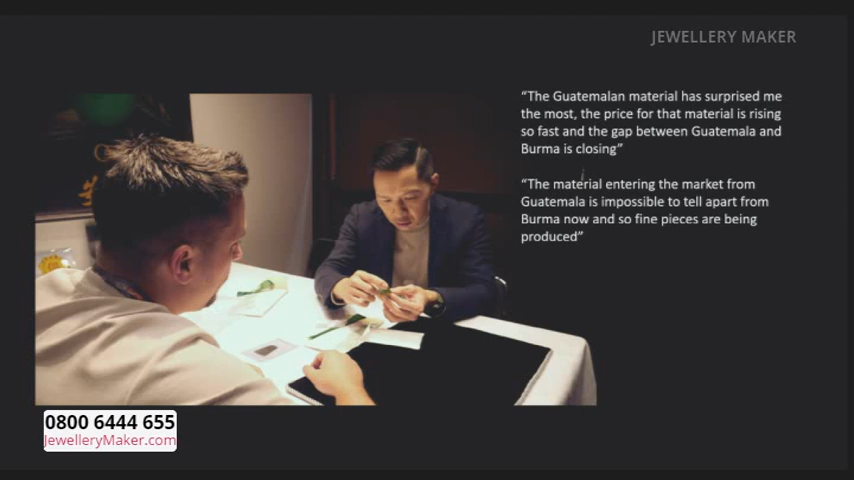 JEWELLERY MAKER
“The Guatemalan material has surprised me
the most, the price for that material is rising
so fast and the gap between Guatemala and
Burma is closing”
“The material entering the market from
Guatemala is impossible to tell apart from
Burma now and so fine pieces are being
produced”
0800 6444 655
JewelleryMaker.com